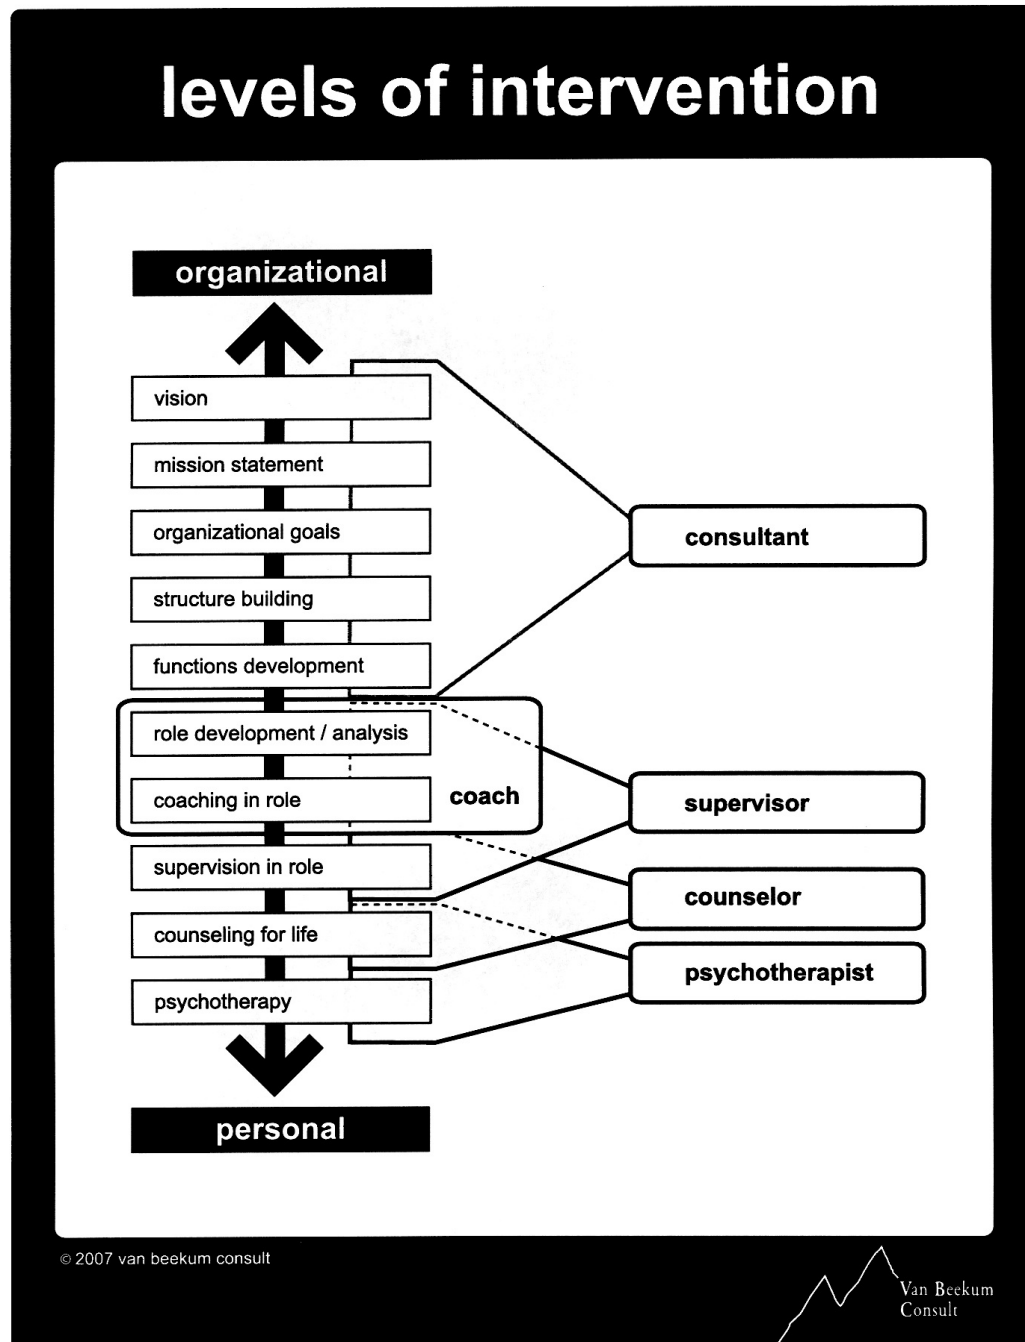 levels of intervention
organizational
vision
mission statement
organizational goals
structure building
functions development
role development / analysis
coaching in role
coach
supervision in role
counseling for life
psychotherapy
personal
consultant
supervisor
counselor
psychotherapist
© 2007 van beekum consult
Van Beekum
Consult